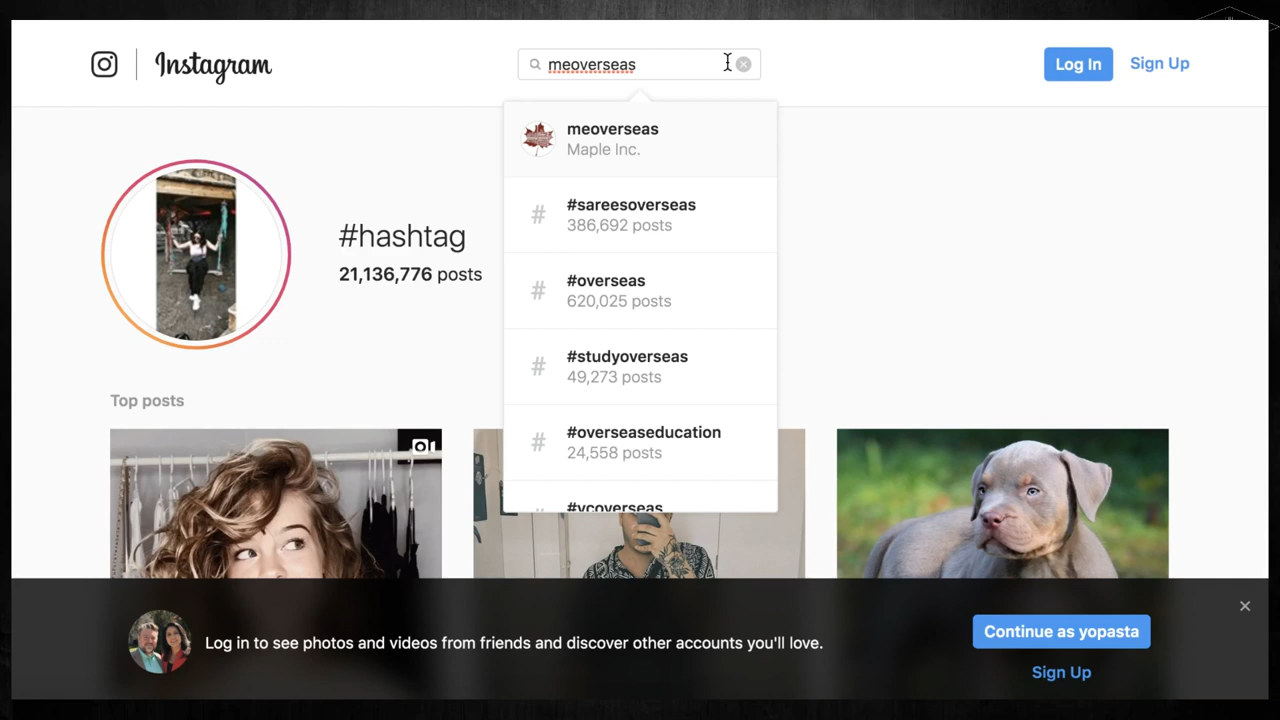 Instagram
meoverseas
Log In
Sign Up
meoverseas
Maple Inc.
#sareesoverseas
386,692 posts
#overseas
620,025 posts
#studyoverseas
49,273 posts
#overseaseducation
24,558 posts
#vcoverseas
#hashtag
21,136,776 posts
Top posts
Log in to see photos and videos from friends and discover other accounts you'll love.
Continue as yopasta
Sign Up